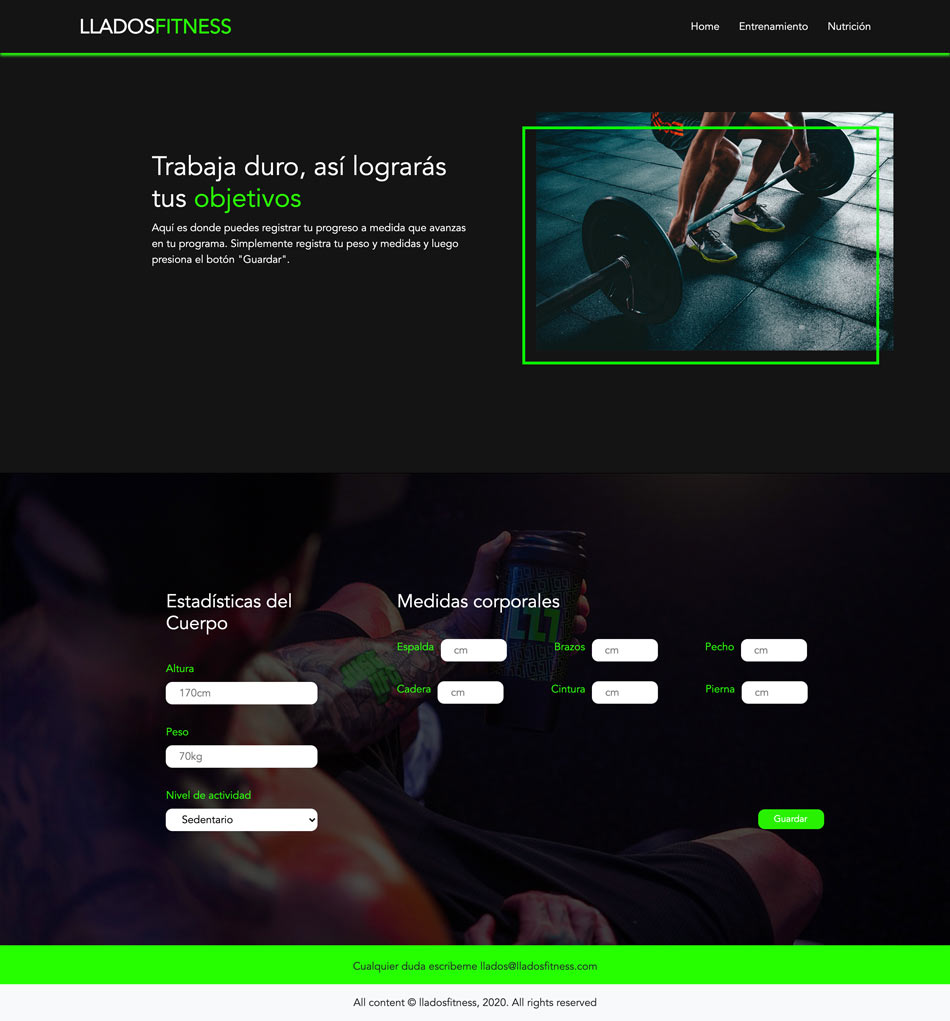 LLADOSFITNESS
Home Entrenamiento Nutrición
Trabaja duro, así lograrás
tus objetivos
Aquí es donde puedes registrar tu progreso a medida que avanzas
en tu programa. Simplemente registra tu peso y medidas y luego
presiona el botón "Guardar".
Estadísticas del
Cuerpo
Altura
170cm
Peso
70kg
Nivel de actividad
Sedentario
Medidas corporales
Espalda cm Brazos cm Pecho cm
Cadera cm Cintura cm Pierna cm
Guardar
Cualquier duda escribeme llados@lladosfitness.com
All content © lladosfitness, 2020. All rights reserved